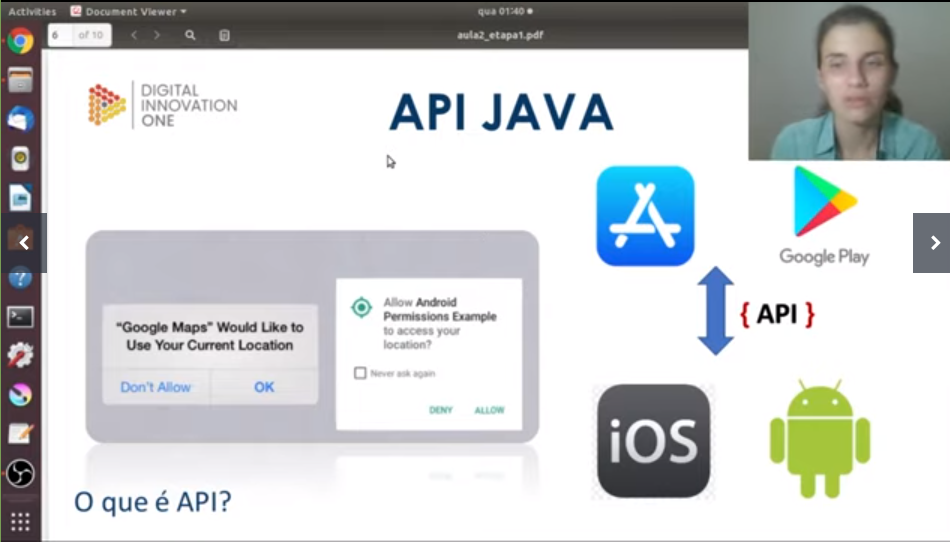 Activities
Document Viewer
qua 01:40
6
of 10
aula2_etapa1.pdf
DIGITAL
INNOVATION
ONE
API JAVA
Google Play
“Google Maps” Would Like to
Use Your Current Location
Don't Allow
OK
Allow Android
Permissions Example
to access your
location?
Never ask again
DENY
ALLOW
{ API }
iOS
O que é API?